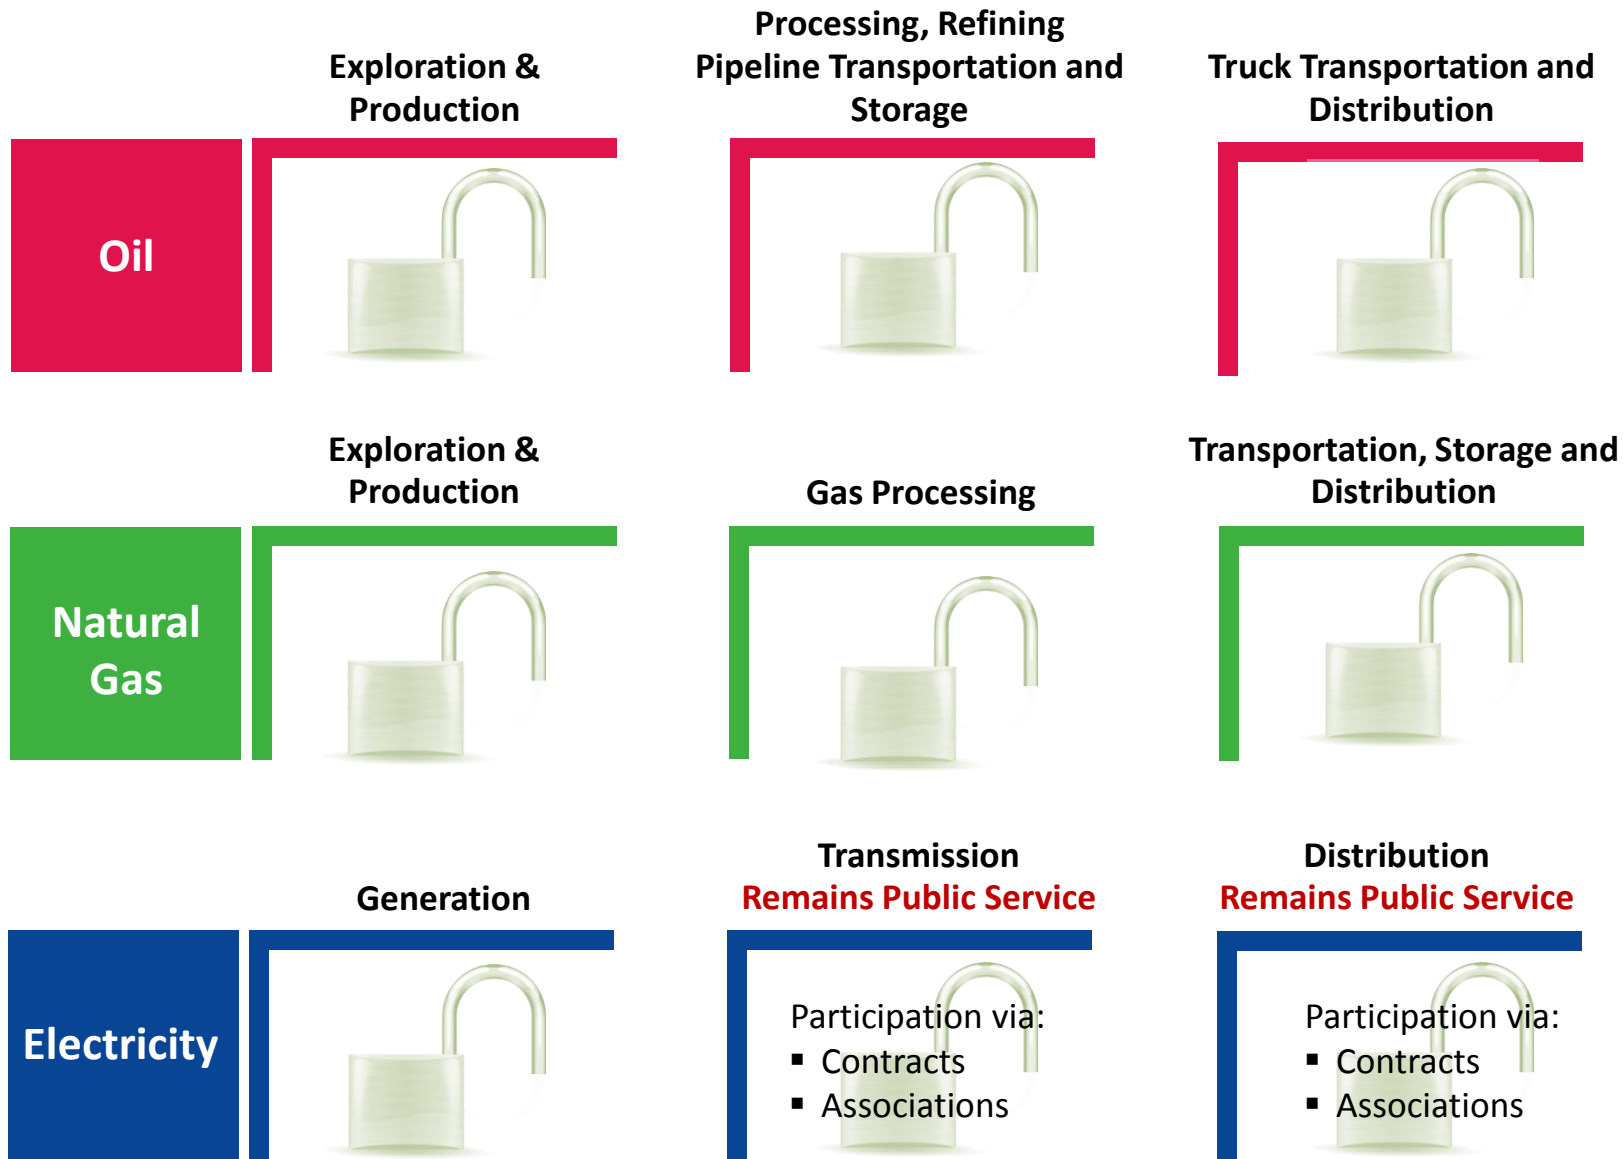 Exploration &
Production
Processing, Refining
Pipeline Transportation and
Storage
Truck Transportation and
Distribution
Oil
Exploration &
Production
Gas Processing
Transportation, Storage and
Distribution
Natural
Gas
Generation
Transmission
Remains Public Service
Distribution
Remains Public Service
Electricity
Participation via:
▪ Contracts
▪ Associations
Participation via:
▪ Contracts
▪ Associations